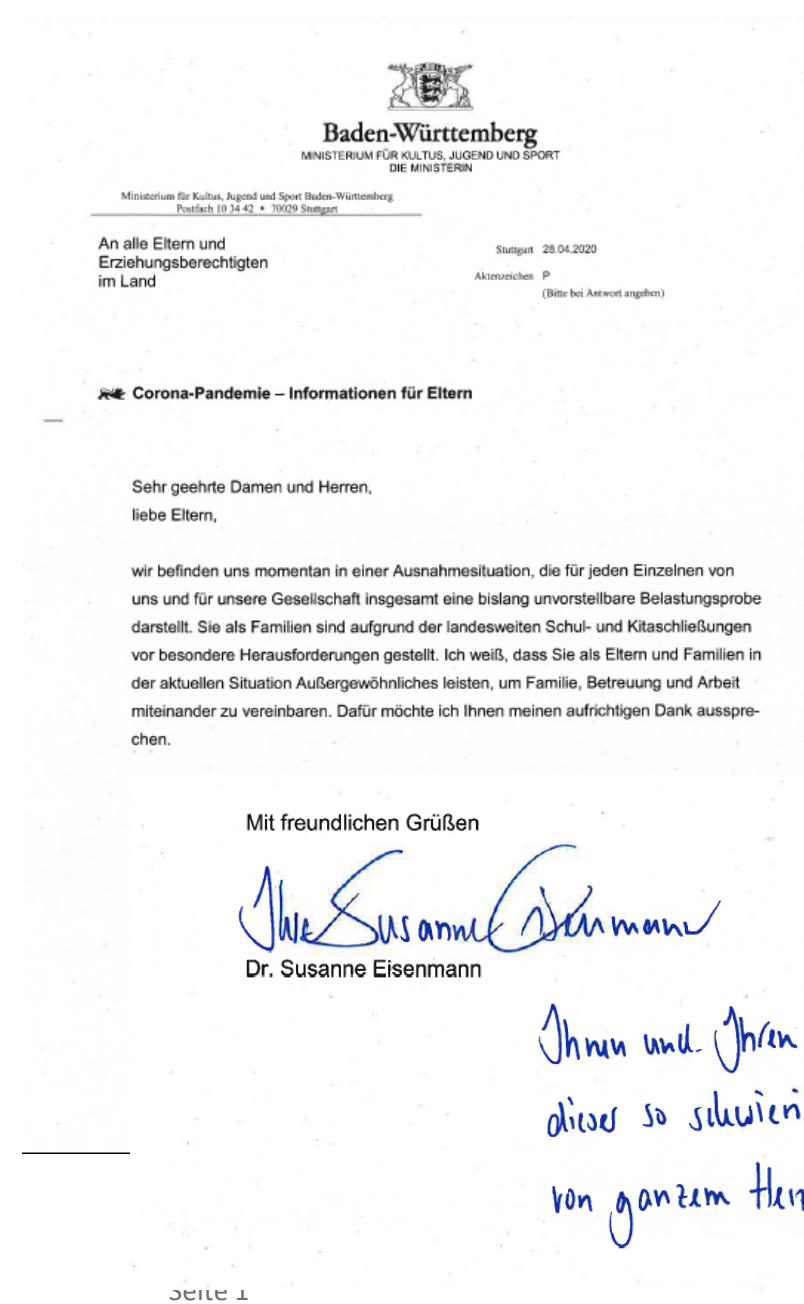 Baden-Württemberg
MINISTERIUM FÜR KULTUS, JUGEND UND SPORT
DIE MINISTERIN
Ministerium für Kultus, Jugend und Sport Baden-Württemberg
Postfach 10 34 42 • 70029 Stuttgart
An alle Eltern und
Erziehungsberechtigten
im Land
Stuttgart 28.04.2020
Aktenzeichen P
(Bitte bei Antwort angeben)
Corona-Pandemie – Informationen für Eltern
Sehr geehrte Damen und Herren,
liebe Eltern,
wir befinden uns momentan in einer Ausnahmesituation, die für jeden Einzelnen von
uns und für unsere Gesellschaft insgesamt eine bislang unvorstellbare Belastungsprobe
darstellt. Sie als Familien sind aufgrund der landesweiten Schul- und Kitaschließungen
vor besondere Herausforderungen gestellt. Ich weiß, dass Sie als Eltern und Familien in
der aktuellen Situation Außergewöhnliches leisten, um Familie, Betreuung und Arbeit
miteinander zu vereinbaren. Dafür möchte ich Ihnen meinen aufrichtigen Dank ausspre-
chen.
Mit freundlichen Grüßen
Ihre Susanne Eisenmann
Dr. Susanne Eisenmann
Ihnen und Ihren
dieser so schwieri
von ganzem Herz
Seite 1